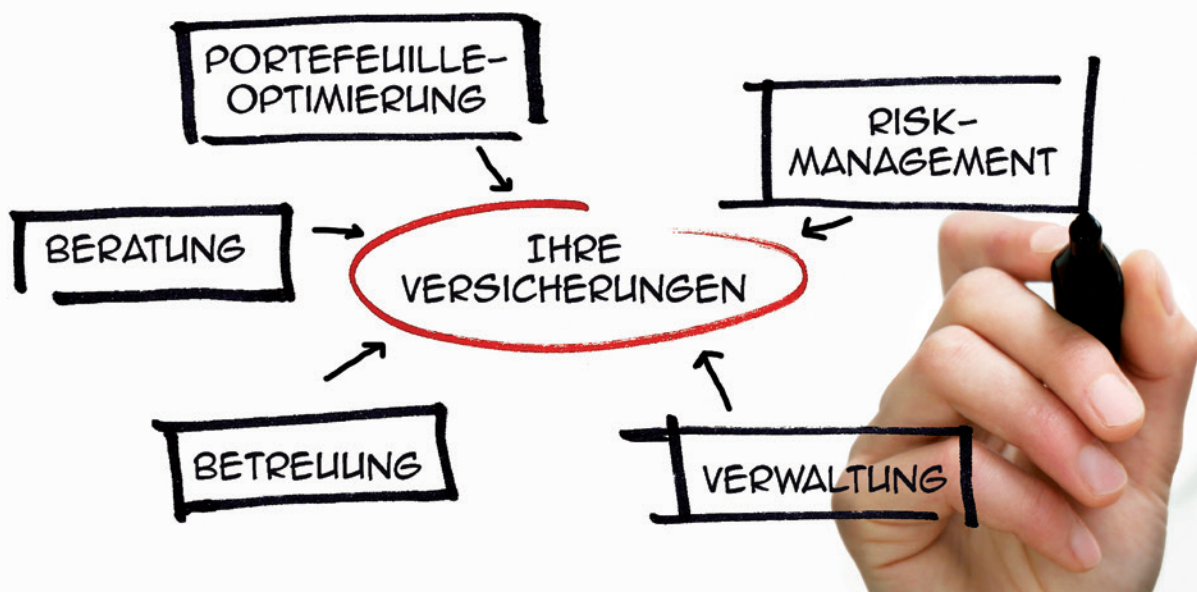 PORTEFEUILLE-
OPTIMIERUNG
RISK-
MANAGEMENT
BERATUNG
IHRE
VERSICHERUNGEN
BETREUUNG
VERWALTUNG